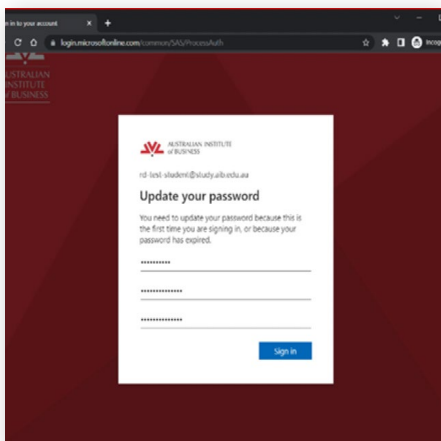 n in to your account
login.microsoftonline.com/common/SAS/ProcessAuth
Incog
AUSTRALIAN
INSTITUTE
of BUSINESS
AUSTRALIAN INSTITUTE
of BUSINESS
rd-test-student@study.aib.edu.au
Update your password
You need to update your password because this is
the first time you are signing in, or because your
password has expired.
Sign in